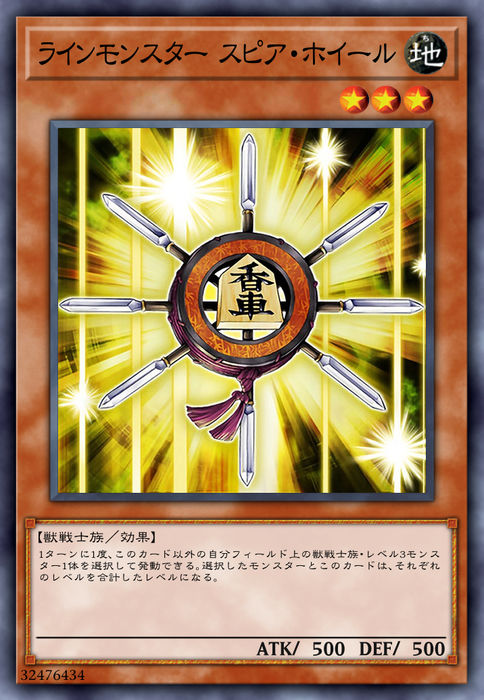 ラインモンスター スピア・ホイール
地
ち
香車
【獣戦士族／効果】
1ターンに1度、このカード以外の自分フィールド上の獣戦士族・レベル3モンス
ター1体を選択して発動できる。選択したモンスターとこのカードは、それぞれ
のレベルを合計したレベルになる。
ATK/ 500 DEF/ 500
32476434